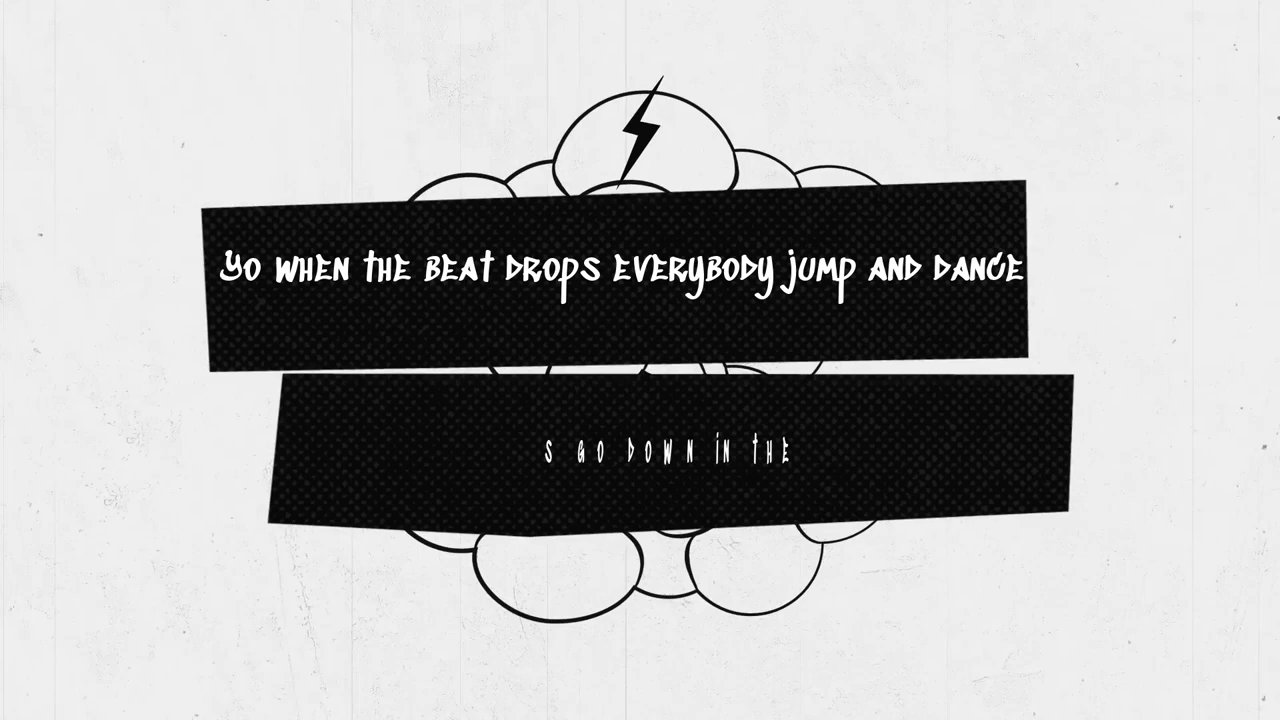 YO WHEN THE BEAT DROPS EVERYBODY JUMP AND DANCE
S GO DOWN IN THE